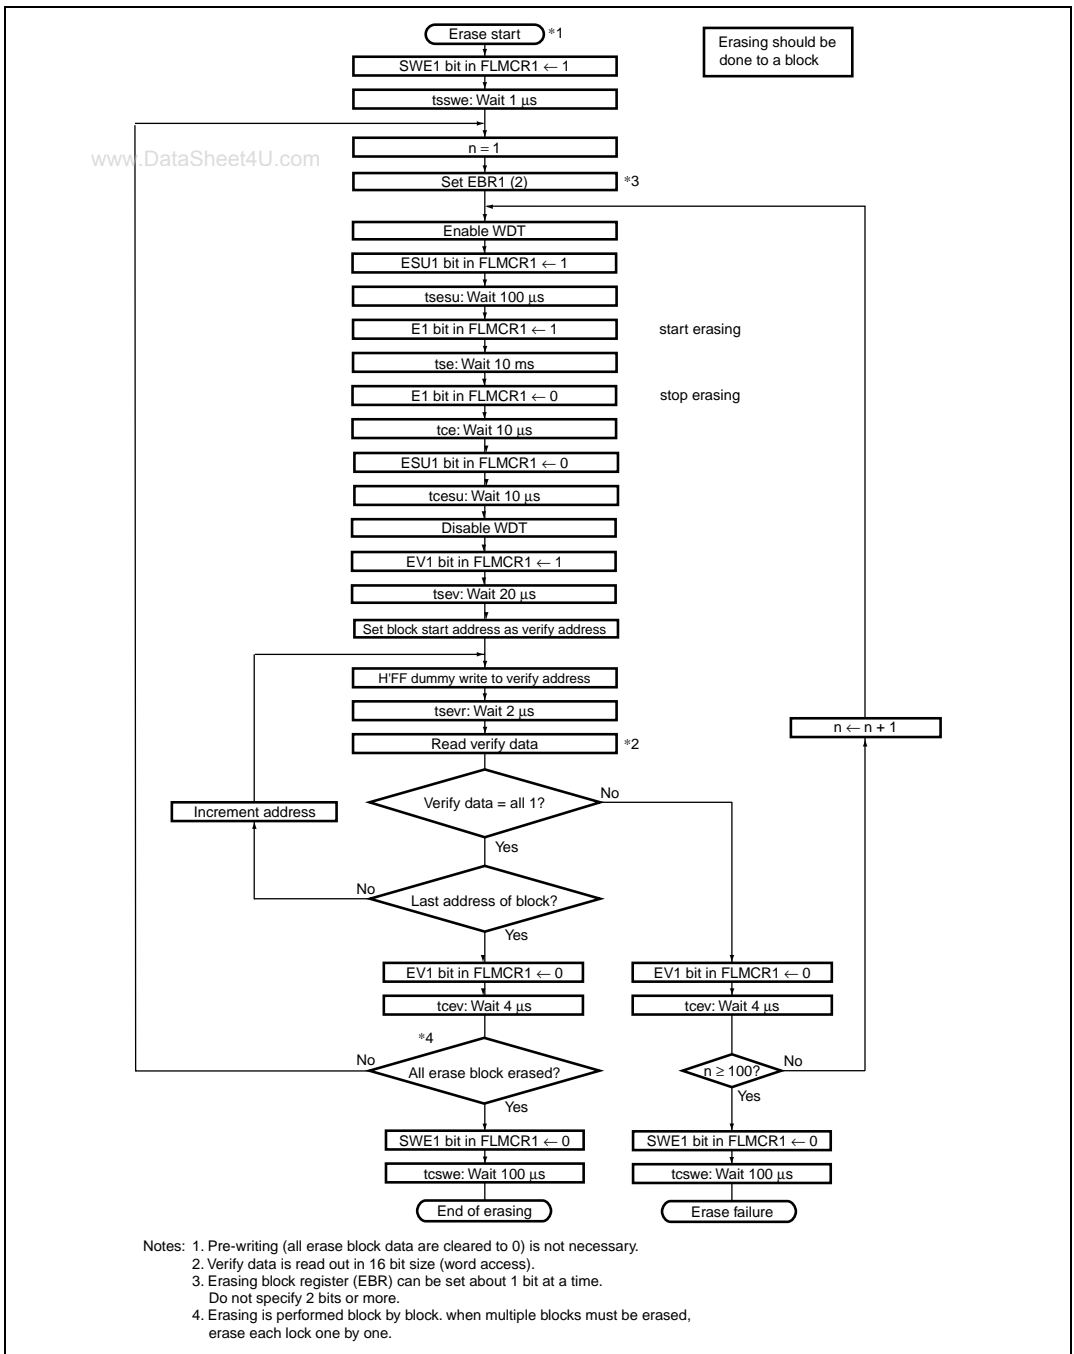 Erase start
*1
Erasing should be
done to a block
SWE1 bit in FLMCR1 ← 1
tsswe: Wait 1 μs
n = 1
www.DataSheet4U.com
Set EBR1 (2)
*3
Enable WDT
ESU1 bit in FLMCR1 ← 1
tsesu: Wait 100 μs
E1 bit in FLMCR1 ← 1
start erasing
tse: Wait 10 ms
E1 bit in FLMCR1 ← 0
stop erasing
tce: Wait 10 μs
ESU1 bit in FLMCR1 ← 0
tcesu: Wait 10 μs
Disable WDT
EV1 bit in FLMCR1 ← 1
tsev: Wait 20 μs
Set block start address as verify address
H'FF dummy write to verify address
tsevr: Wait 2 μs
n ← n + 1
Read verify data
*2
Verify data = all 1?
No
Increment address
Yes
No
Last address of block?
Yes
EV1 bit in FLMCR1 ← 0
EV1 bit in FLMCR1 ← 0
tcev: Wait 4 μs
tcev: Wait 4 μs
*4
No
All erase block erased?
n ≥ 100?
No
Yes
Yes
SWE1 bit in FLMCR1 ← 0
SWE1 bit in FLMCR1 ← 0
tcswe: Wait 100 μs
tcswe: Wait 100 μs
End of erasing
Erase failure
Notes: 1. Pre-writing (all erase block data are cleared to 0) is not necessary.
2. Verify data is read out in 16 bit size (word access).
3. Erasing block register (EBR) can be set about 1 bit at a time.
Do not specify 2 bits or more.
4. Erasing is performed block by block. when multiple blocks must be erased,
erase each lock one by one.